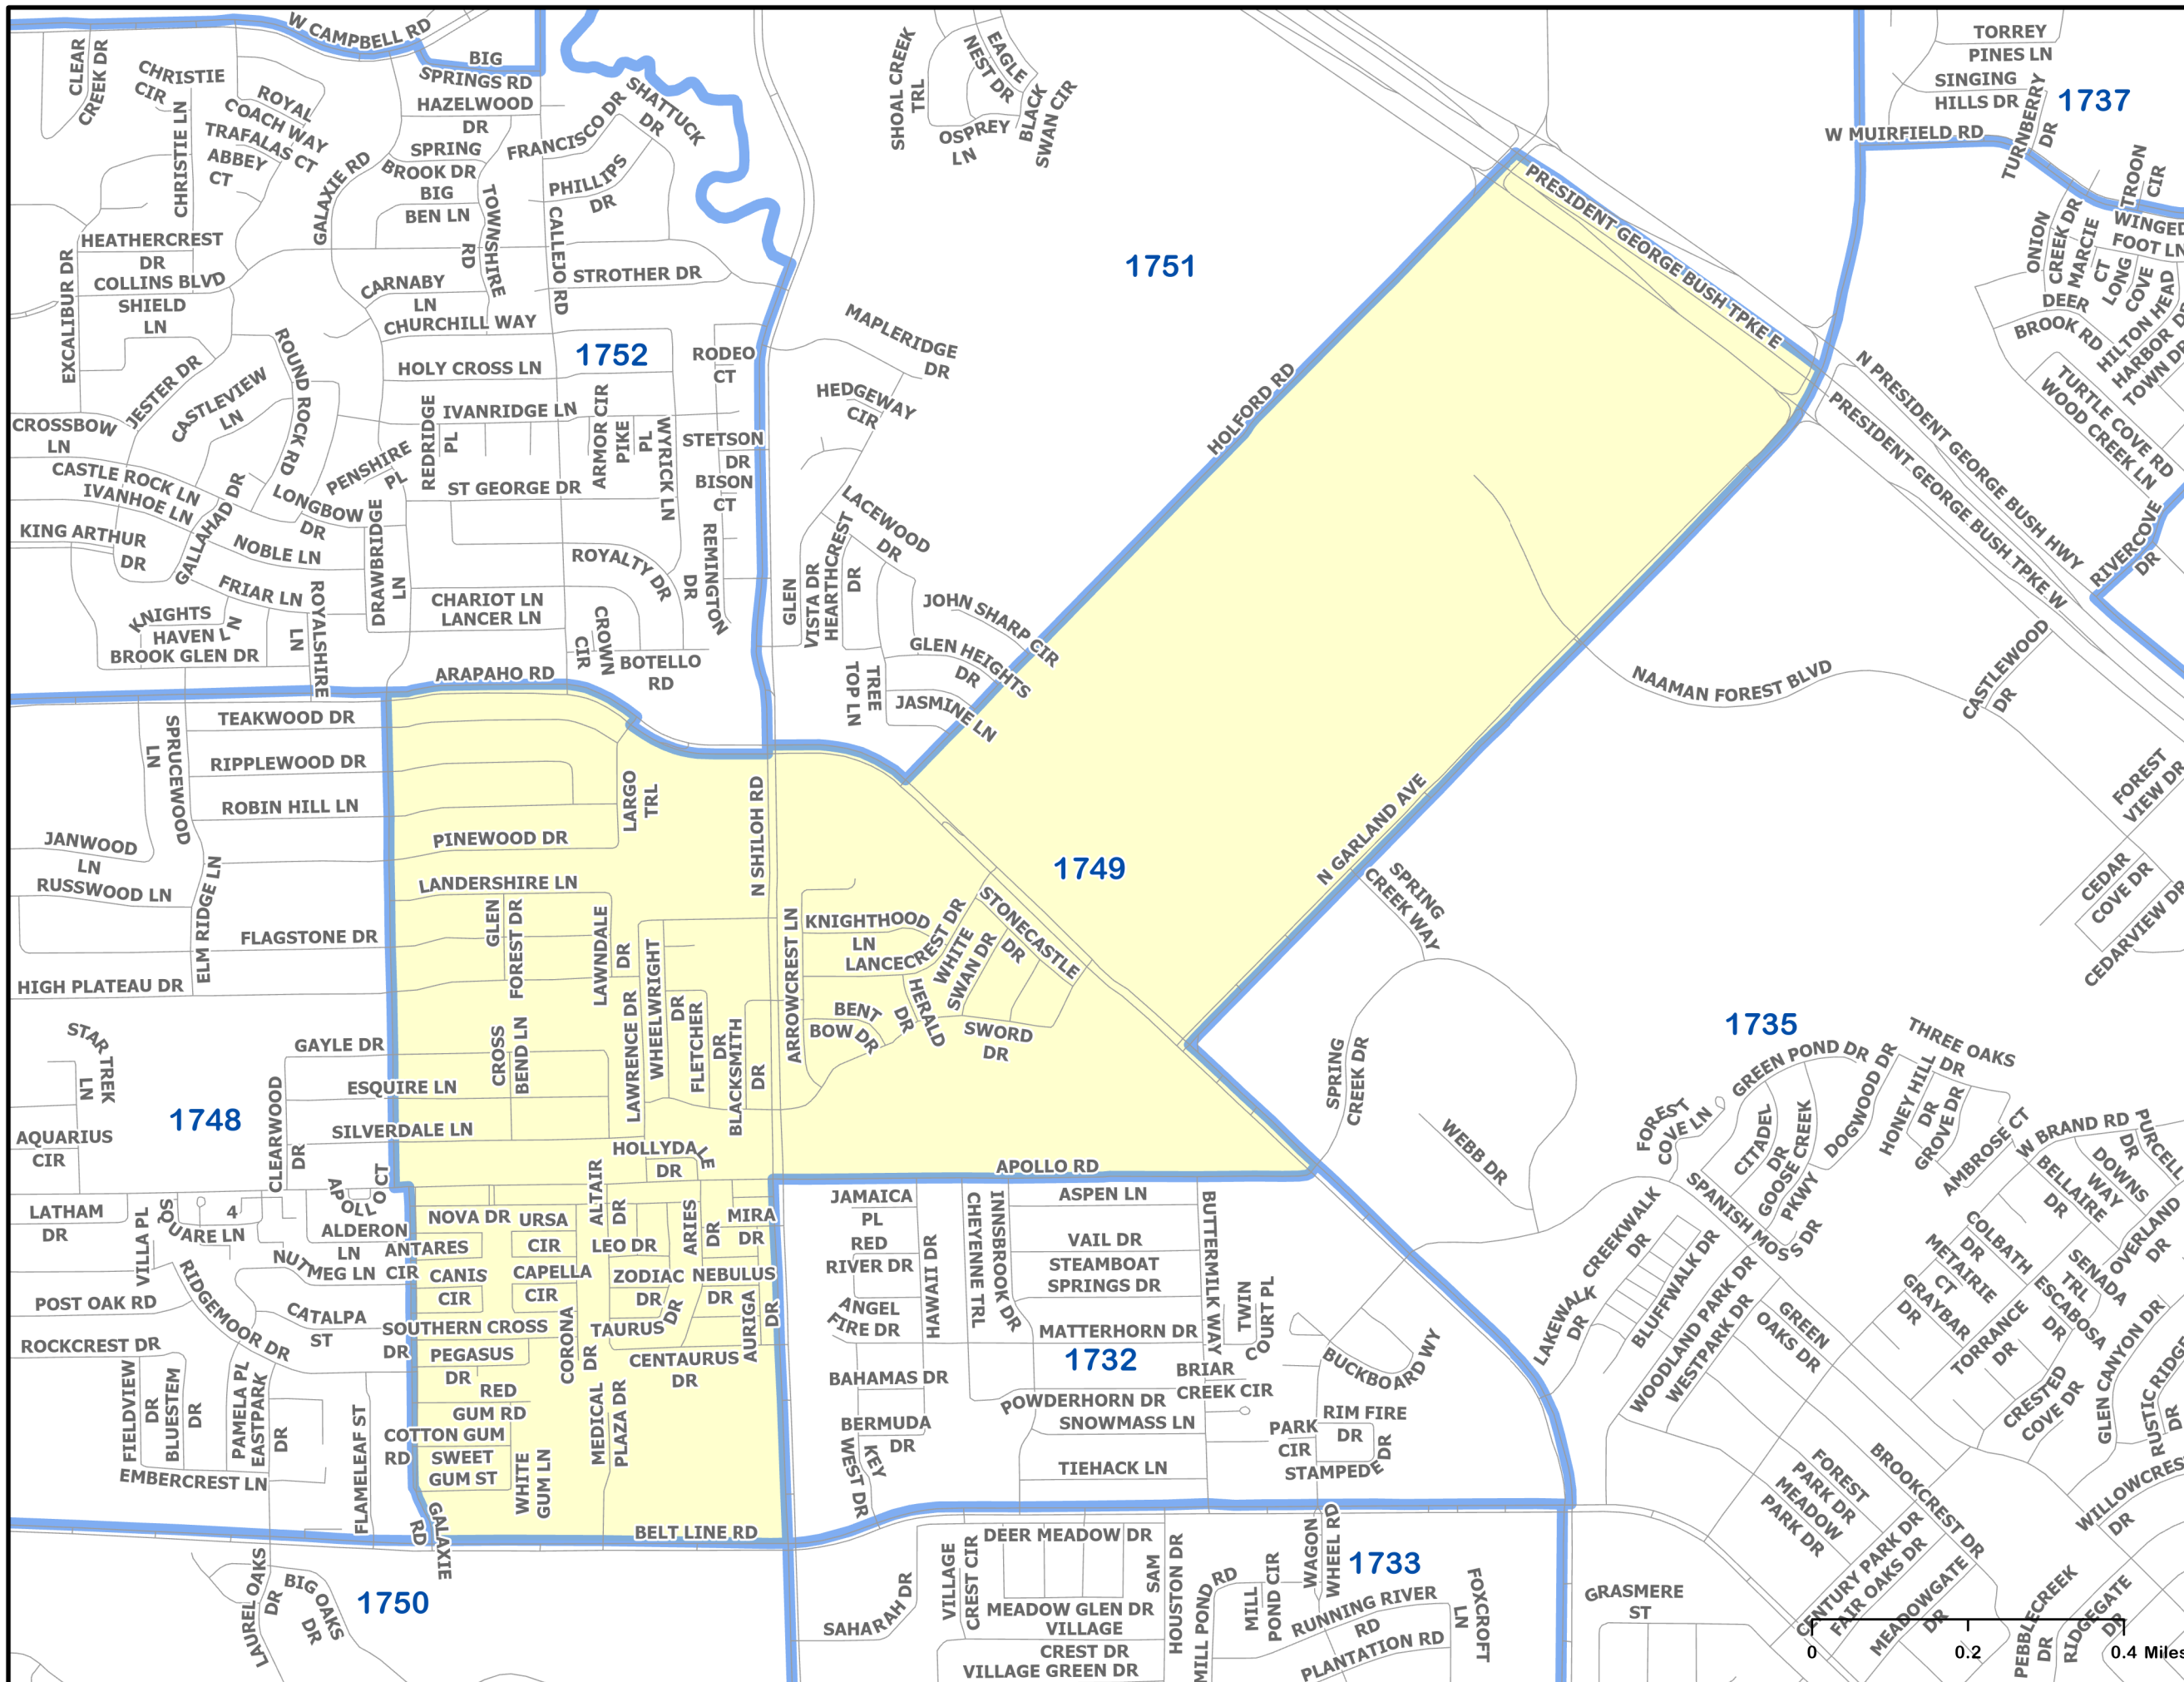 W CAMPBELL RD
CLEAR
CREEK DR
CHRISTIE
CIR
CHRISTIE LN
ROYAL
COACH WAY
TRAFALAS CT
ABBEY
CT
BIG
SPRINGS RD
HAZELWOOD
DR
SPRING
BROOK DR
BIG
BEN LN
GALAXIE RD
TOWNSHIRE
RD
FRANCISCO DR
SHATTUCK
DR
PHILLIPS
DR
CALLEJO RD
STROTHER DR
HEATHERCREST
DR
COLLINS BLVD
SHIELD
LN
EXCALIBUR DR
CARNABY
LN
CHURCHILL WAY
1752
HOLY CROSS LN
RODEO
CT
JESTER DR
CASTLEVIEW
LN
ROUND ROCK RD
IVANRIDGE LN
REDRIDGE
PL
ARMOR CIR
PIKE
PL
WYRICK LN
STETSON
DR
BISON
CT
CROSSBOW
LN
CASTLE ROCK LN
IVANHOE LN
KING ARTHUR
DR
GALLAHAD DR
PENSHIRE
PL
LONGBOW
DR
ST GEORGE DR
NOBLE LN
DRAWBRIDGE
LN
ROYALTY DR
REMINGTON
DR
FRIAR LN
KNIGHTS
HAVEN LN
BROOK GLEN DR
ROYALSHIRE
LN
CHARIOT LN
LANCER LN
CROWN
CIR
BOTELLO
RD
ARAPAHO RD
SHOAL CREEK
TRL
EAGLE
NEST DR
OSPREY
LN
BLACK
SWAN CIR
1751
MAPLERIDGE
DR
HEDGEWAY
CIR
LACEWOOD
DR
GLEN
VISTA DR
HEARTHCREST
DR
JOHN SHARP CIR
GLEN HEIGHTS
DR
JASMINE LN
TREE
TOP LN
HOLFORD RD
PRESIDENT GEORGE BUSH TPKE E
TORREY
PINES LN
SINGING
HILLS DR
TURNBERRY
DR
1737
W MUIRFIELD RD
TROON
CIR
WINGED
FOOT LN
ONION
CREEK DR
MARCIE
CT
LONG
COVE
DEER
BROOK RD
HILTON HEAD
HARBOR
TOWN DR
TURTLE COVE RD
WOOD CREEK LN
N PRESIDENT GEORGE BUSH HWY
PRESIDENT GEORGE BUSH TPKE W
RIVERCOVE
DR
NAAMAN FOREST BLVD
CASTLEWOOD
DR
FOREST
VIEW DR
CEDAR
COVE DR
CEDARVIEW DR
TEAKWOOD DR
SPRUCEWOOD
LN
RIPPLEWOOD DR
ROBIN HILL LN
LARGO
TRL
N SHILOH RD
PINEWOOD DR
JANWOOD
LN
RUSSWOOD LN
ELM RIDGE LN
LANDERSHIRE LN
1749
N GARLAND AVE
SPRING
CREEK WAY
FLAGSTONE DR
GLEN
FOREST DR
LAWNDALE
DR
HIGH PLATEAU DR
ARROWCREST LN
KNIGHTHOOD
LN
LANCECREST DR
WHITE
SWAN DR
STONECASTLE
DR
HERALD
DR
BENT
BOW DR
SWORD
DR
WHEELWRIGHT
DR
LAWRENCE DR
FLETCHER
DR
BLACKSMITH
DR
CROSS
BEND LN
STAR TREK
LN
GAYLE DR
ESQUIRE LN
1748
CLEARWOOD
DR
SILVERDALE LN
HOLLYDALE
DR
AQUARIUS
CIR
APOLLO CT
APOLLO RD
SPRING
CREEK DR
WEBB DR
1735
FOREST
COVE LN
GREEN POND DR
CITADEL
DR
GOOSE CREEK
PKWY
DOGWOOD DR
THREE OAKS
DR
HONEY HILL
DR
GROVE DR
AMBROSE CT
W BRAND RD
PURCELL
DR
DOWNS
WAY
BELLAIRE
DR
OVERLAND
DR
SPANISH MOSS DR
CREEKWALK
DR
LAKEWALK
DR
BLUFFWALK DR
WOODLAND PARK DR
WESTPARK DR
GREEN
OAKS DR
COLBATH
DR
METAIRIE
CT
GRAYBAR
DR
SENADA
TRL
ESCABOSA
DR
TORRANCE
DR
CRESTED
COVE DR
GLEN CANYON DR
RUSTIC RIDGE
DR
WILLOWCREST
DR
LATHAM
DR
VILLA PL
4
SQUARE LN
ALDERON
LN
NUTMEG LN
POST OAK RD
RIDGEMOOR DR
CATALPA
ST
ROCKCREST DR
FIELDVIEW
DR
BLUESTEM
DR
PAMELA PL
EASTPARK
DR
FLAMELEAF ST
EMBERCREST LN
NOVA DR
URSA
CIR
ALTAIR
DR
ARIES
DR
MIRA
DR
ANTARES
CIR
LEO DR
CANIS
CIR
CAPELLA
CIR
ZODIAC
DR
NEBULUS
DR
SOUTHERN CROSS
DR
TAURUS DR
AURIGA
DR
PEGASUS
DR
CORONA
DR
CENTAURUS
DR
RED
GUM RD
COTTON GUM
RD
SWEET
GUM ST
WHITE
GUM LN
MEDICAL
PLAZA DR
GALAXIE
RD
BELT LINE RD
JAMAICA
PL
RED
RIVER DR
ANGEL
FIRE DR
HAWAII DR
CHEYENNE TRL
INNSBROOK DR
ASPEN LN
VAIL DR
STEAMBOAT
SPRINGS DR
MATTERHORN DR
1732
BUTTERMILK WAY
TWIN
COURT PL
BRIAR
CREEK CIR
BUCKBOARD WY
BAHAMAS DR
BERMUDA
DR
KEY
WEST DR
POWDERHORN DR
SNOWMASS LN
TIEHACK LN
PARK
CIR
RIM FIRE
DR
STAMPEDE DR
FOREST
PARK DR
MEADOW
PARK DR
BROOKCREST DR
CENTURY PARK DR
FAIR OAKS DR
MEADOWGATE
DR
PEBBLECREEK
DR
RIDGEGATE
DR
1750
LAUREL OAKS
DR
BIG OAKS
DR
SAHARAH DR
VILLAGE
CREST CIR
DEER MEADOW DR
MEADOW GLEN DR
VILLAGE
CREST DR
VILLAGE GREEN DR
SAM
HOUSTON DR
MILL POND RD
MILL
POND CIR
WAGON
WHEEL RD
1733
RUNNING RIVER
RD
PLANTATION RD
FOXCROFT
LN
GRASMERE
ST
0
0.2
0.4 Miles